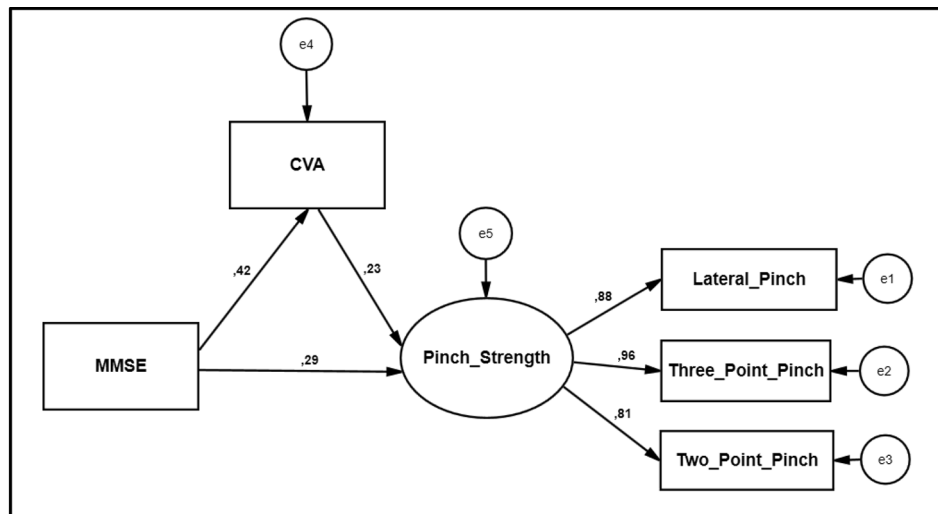 e4
CVA
e5
,42
,23
Lateral_Pinch
e1
,88
MMSE
,29
Pinch_Strength
,96
Three_Point_Pinch
e2
,81
Two_Point_Pinch
e3